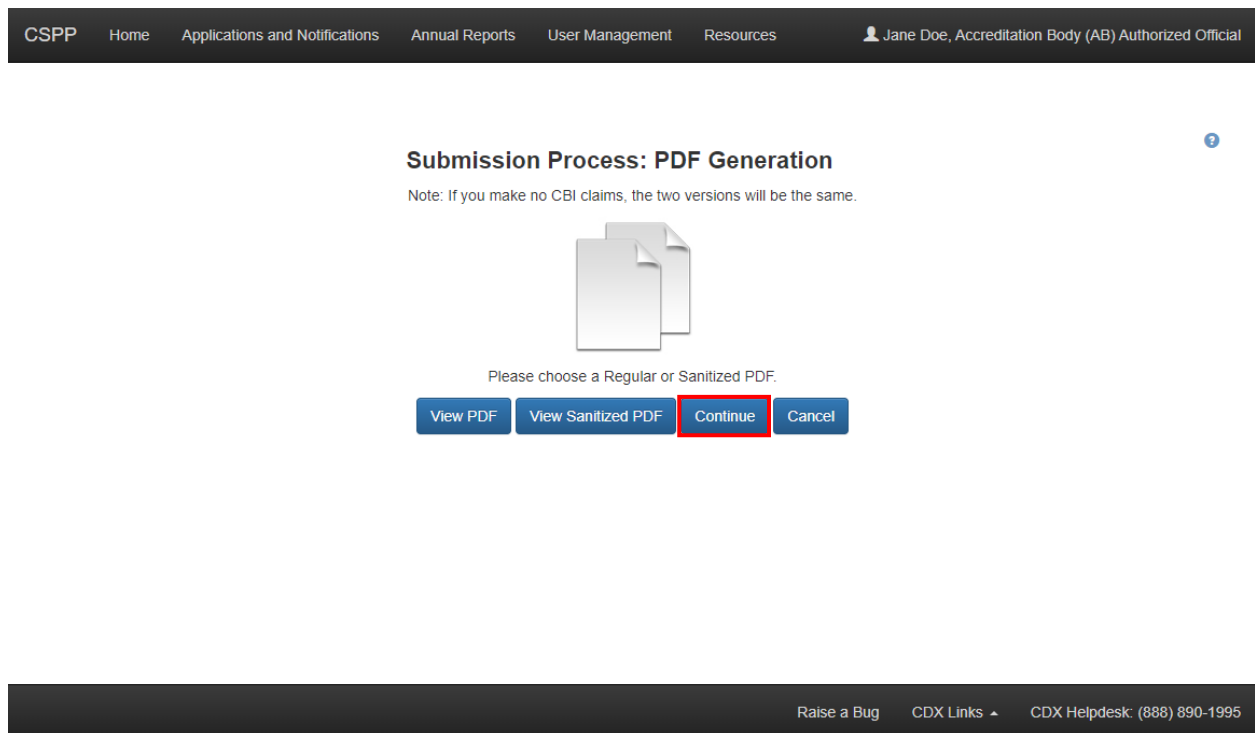 CSPP Home Applications and Notifications Annual Reports User Management Resources Jane Doe, Accreditation Body (AB) Authorized Official
Submission Process: PDF Generation
Note: If you make no CBI claims, the two versions will be the same.
Please choose a Regular or Sanitized PDF.
View PDF View Sanitized PDF Continue Cancel
Raise a Bug CDX Links CDX Helpdesk: (888) 890-1995